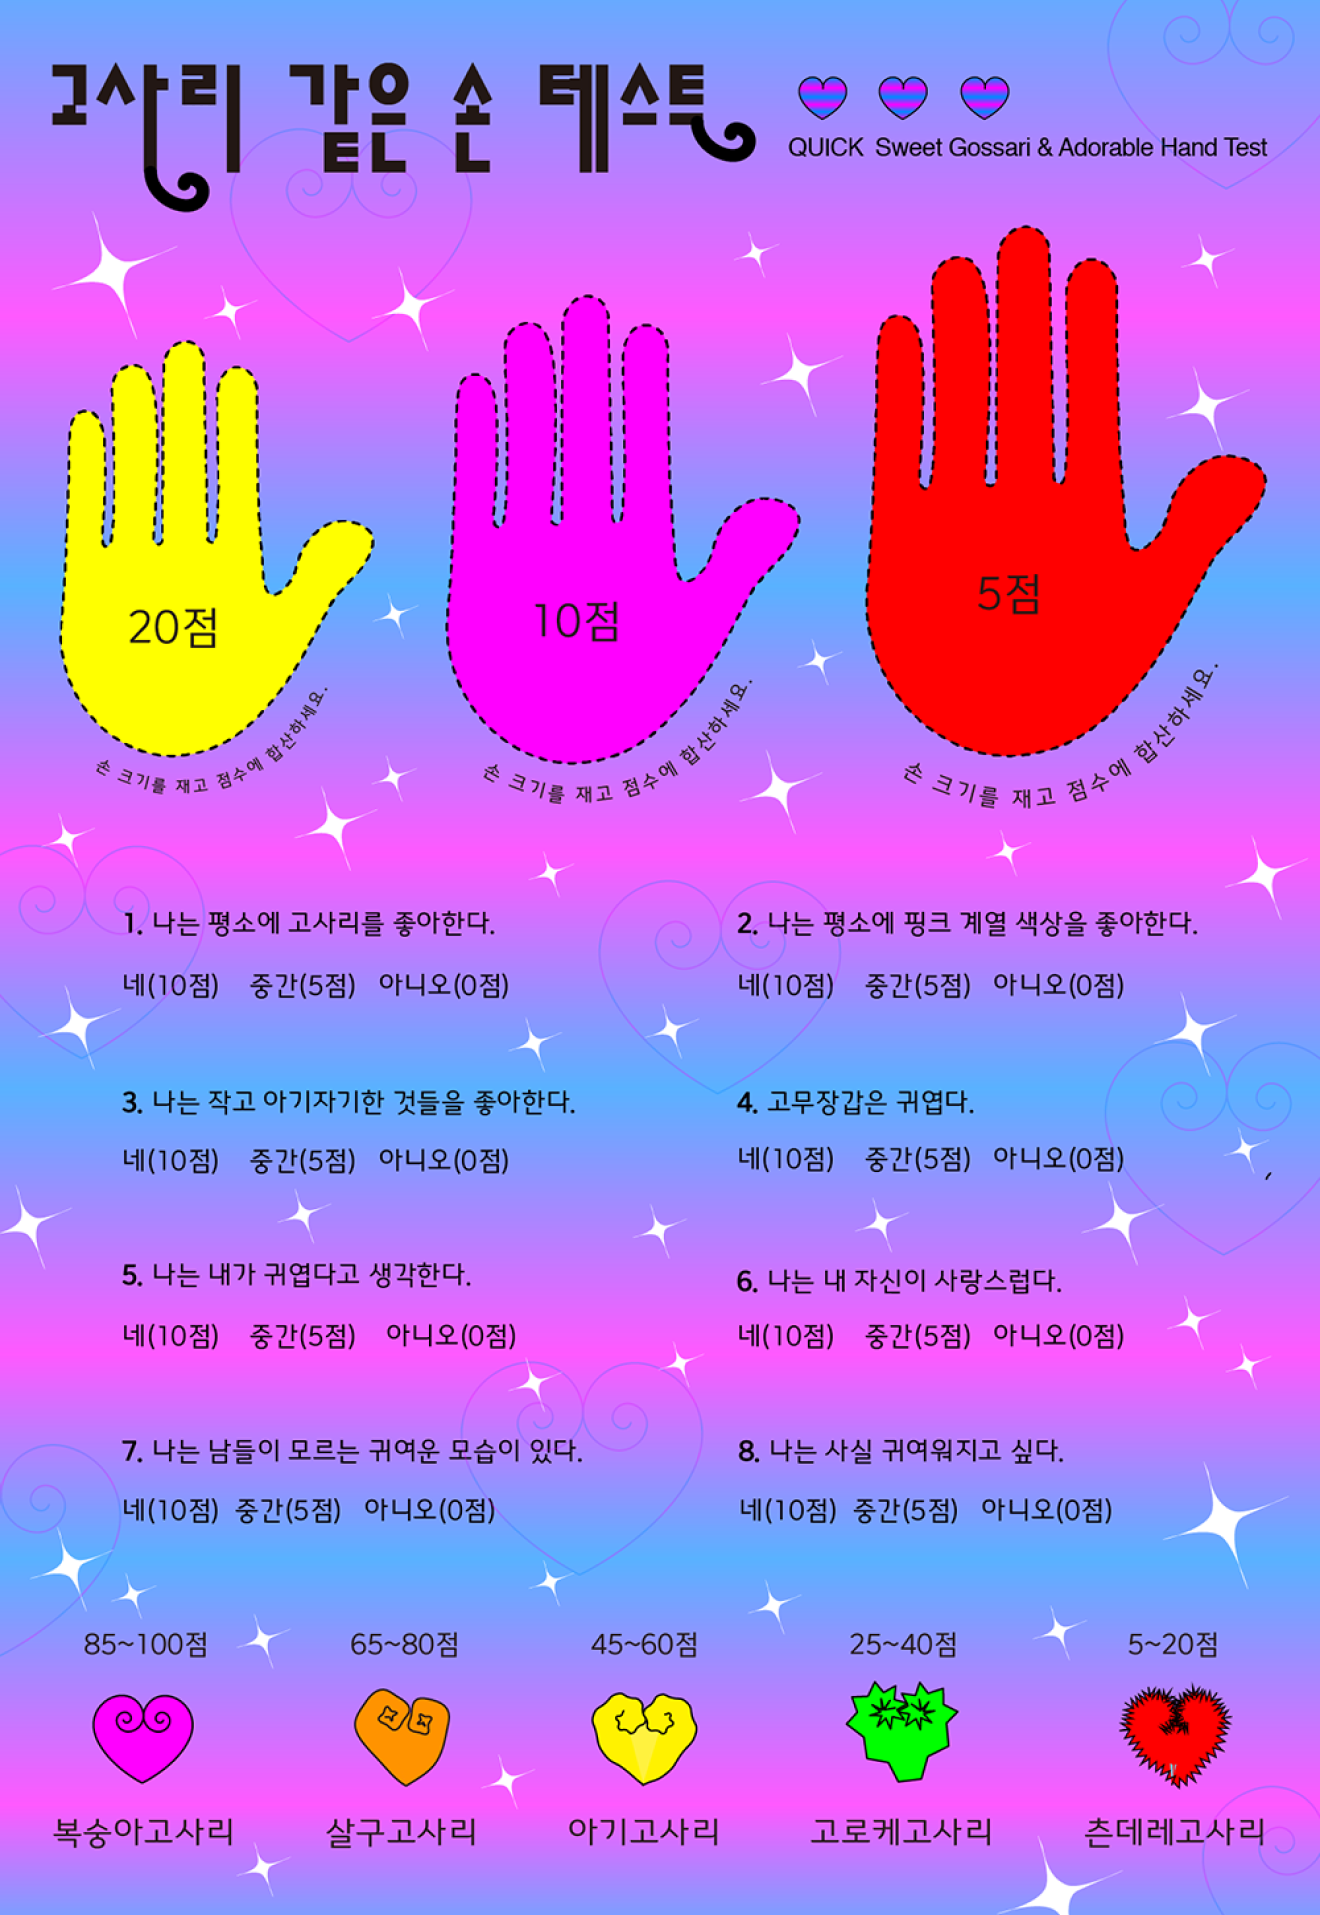 고사리 같은 손 테스트
QUICK Sweet Gossari & Adorable Hand Test
20점
손 크기를 재고 점수에 합산하세요.
10점
손 크기를 재고 점수에 합산하세요.
5점
손 크기를 재고 점수에 합산하세요.
1. 나는 평소에 고사리를 좋아한다.
네(10점) 중간(5점) 아니오(0점)
2. 나는 평소에 핑크 계열 색상을 좋아한다.
네(10점) 중간(5점) 아니오(0점)
3. 나는 작고 아기자기한 것들을 좋아한다.
네(10점) 중간(5점) 아니오(0점)
4. 고무장갑은 귀엽다.
네(10점) 중간(5점) 아니오(0점)
5. 나는 내가 귀엽다고 생각한다.
네(10점) 중간(5점) 아니오(0점)
6. 나는 내 자신이 사랑스럽다.
네(10점) 중간(5점) 아니오(0점)
7. 나는 남들이 모르는 귀여운 모습이 있다.
네(10점) 중간(5점) 아니오(0점)
8. 나는 사실 귀여워지고 싶다.
네(10점) 중간(5점) 아니오(0점)
85~100점
복숭아고사리
65~80점
살구고사리
45~60점
아기고사리
25~40점
고로케고사리
5~20점
츤데레고사리